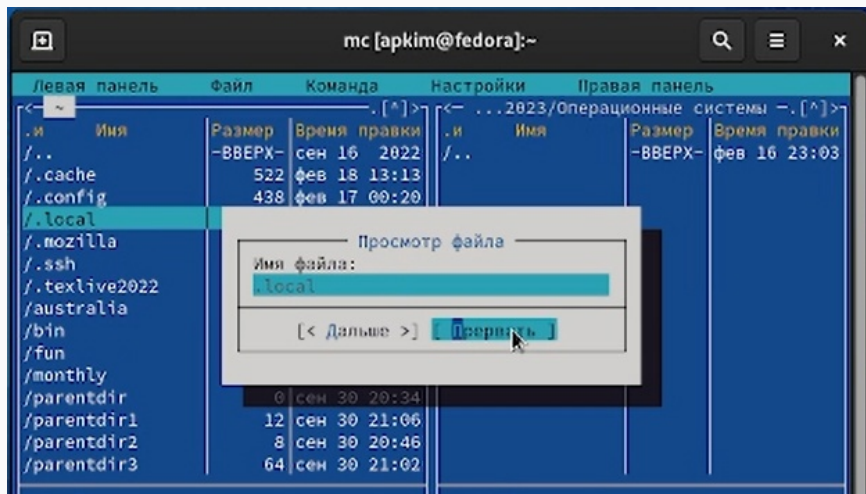 mc [apkim@fedora]:~
Левая панель Файл Команда Настройки Правая панель
<— ~ .[^]> <— ...2023/Операционные системы —.[^]>
.и Имя Размер Время правки .и Имя Размер Время правки
/.. -ВВЕРХ- сен 16 2022 /.. -ВВЕРХ- фев 16 23:03
/.cache 522 фев 18 13:13
/.config 438 фев 17 00:20
/.local
/.mozilla
/.ssh
/.texlive2022
/australia
/bin
/fun
/monthly
/parentdir 0 сен 30 20:34
/parentdir1 12 сен 30 21:06
/parentdir2 8 сен 30 20:46
/parentdir3 64 сен 30 21:02
Просмотр файла
Имя файла:
.local
[< Дальше >] [ Прервать ]